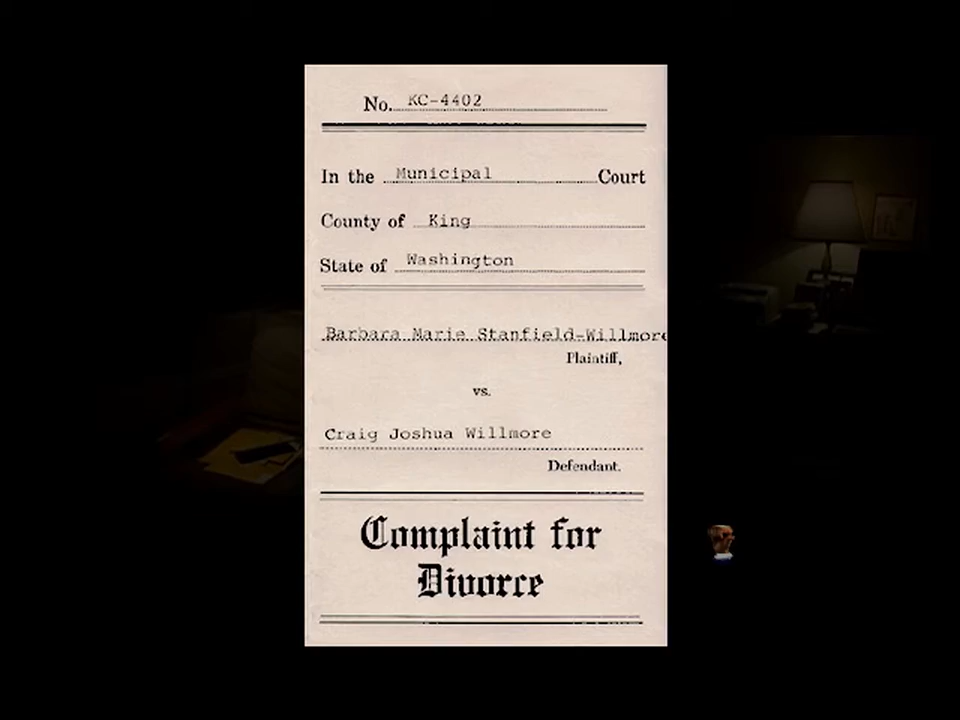 No. KC-4402
In the Municipal Court
County of King
State of Washington
Barbara Marie Stanfield-Willmore
Plaintiff,
vs.
Craig Joshua Willmore
Defendant.
Complaint for
Divorce